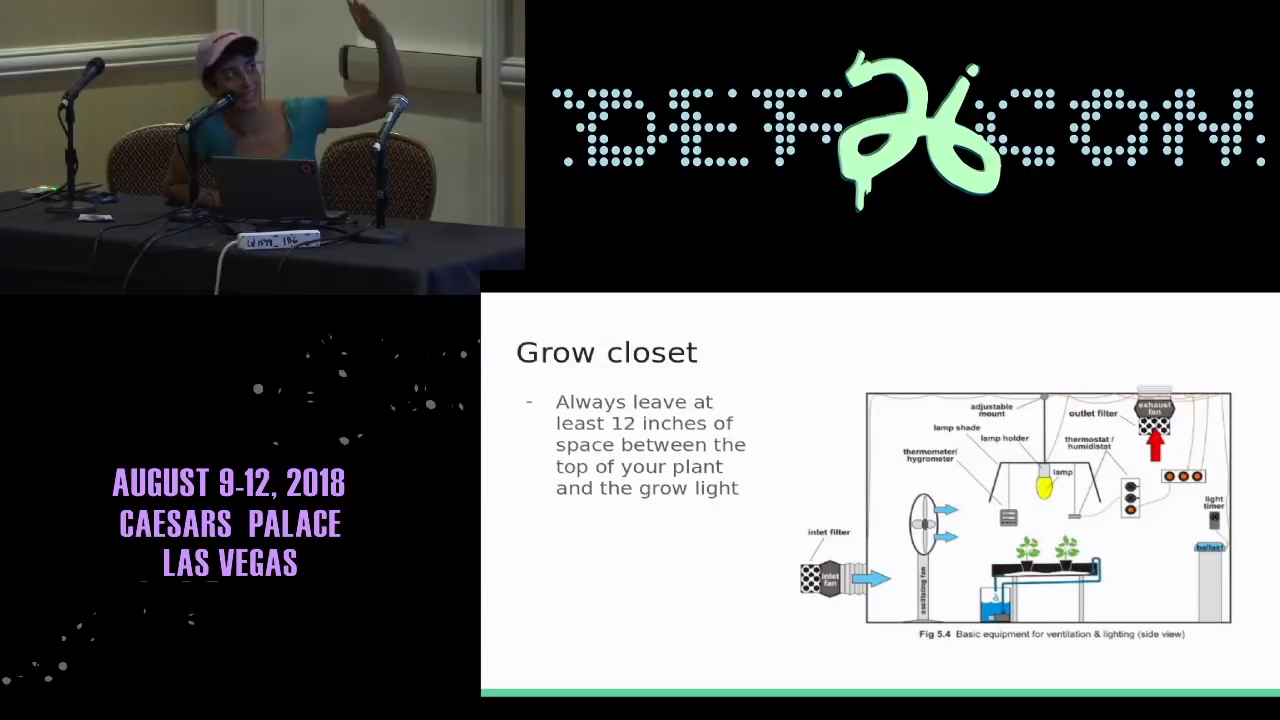 DEF 26 CON
AUGUST 9-12, 2018
CAESARS PALACE
LAS VEGAS
Grow closet
- Always leave at
least 12 inches of
space between the
top of your plant
and the grow light
adjustable
mount
lamp shade
lamp holder
thermometer/
hygrometer
lamp
outlet filter
exhaust
fan
thermostat /
humidistat
light
timer
ballast
inlet filter
inlet
fan
oscillating fan
Fig 5.4 Basic equipment for ventilation & lighting (side view)